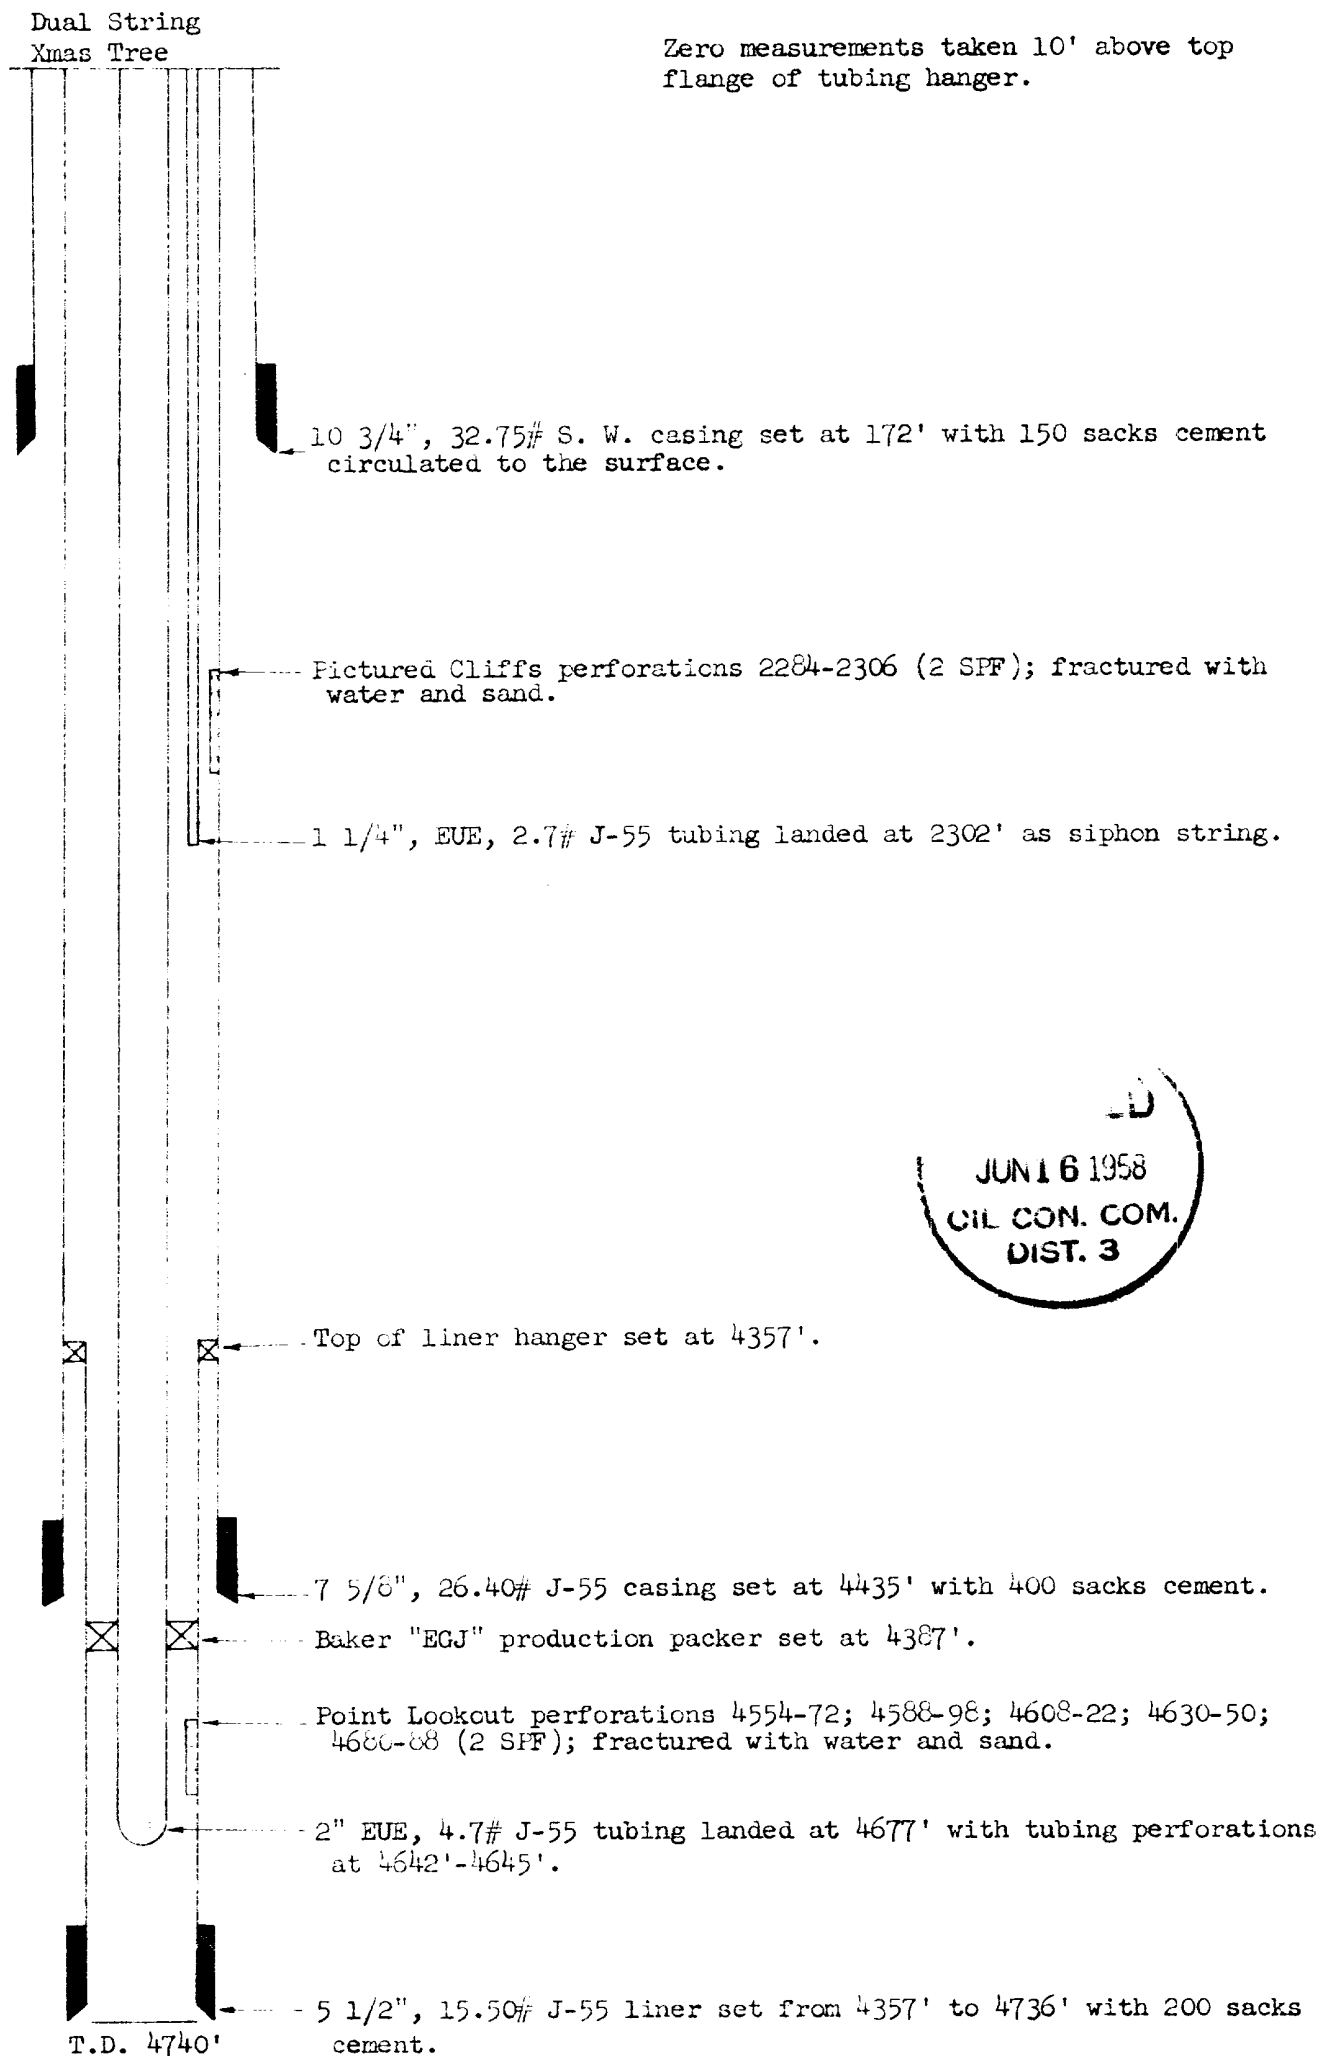 Dual String
Xmas Tree
Zero measurements taken 10' above top
flange of tubing hanger.
10 3/4", 32.75# S. W. casing set at 172' with 150 sacks cement
circulated to the surface.
Pictured Cliffs perforations 2284-2306 (2 SPF); fractured with
water and sand.
1 1/4", EUE, 2.7# J-55 tubing landed at 2302' as siphon string.
JUN 16 1958
OIL CON. COM.
DIST. 3
Top of liner hanger set at 4357'.
7 5/8", 26.40# J-55 casing set at 4435' with 400 sacks cement.
Baker "EGJ" production packer set at 4387'.
Point Lookout perforations 4554-72; 4588-98; 4608-22; 4630-50;
(2 SPF); fractured with water and sand.
2" EUE, 4.7# J-55 tubing landed at 4677' with tubing perforations
at 4642'-4645'.
5 1/2", 15.50# J-55 liner set from 4357' to 4736' with 200 sacks
cement.
T.D. 4740'